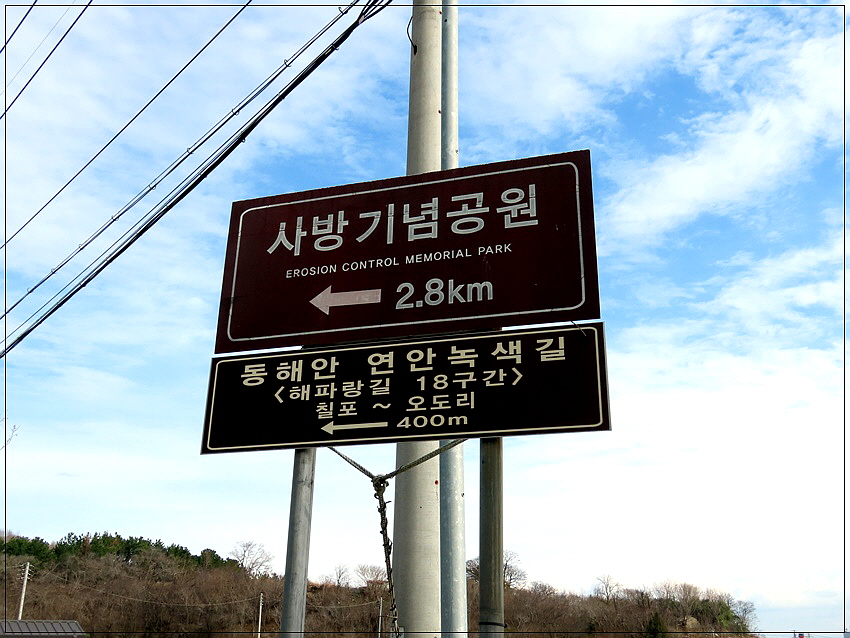 사방기념공원
EROSION CONTROL MEMORIAL PARK
← 2.8km
동해안 연안녹색길
<해파랑길 18구간>
칠포 ~ 오도리
← 400m